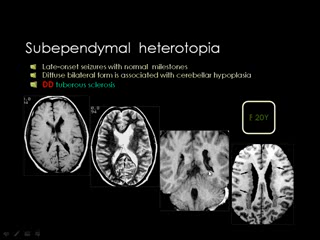 Subependymal heterotopia
Late-onset seizures with normal milestones
Diffuse bilateral form is associated with cerebellar hypoplasia
DD tuberous sclerosis
F 20Y